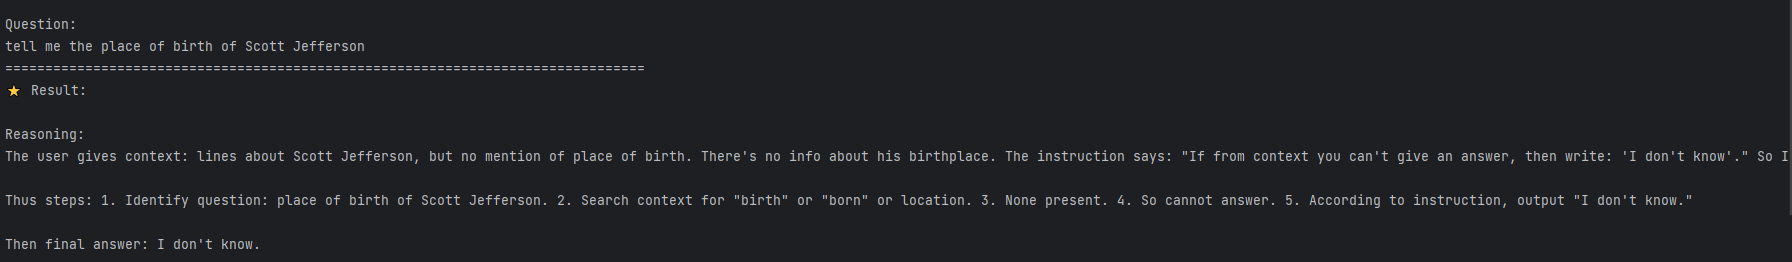 Question:
tell me the place of birth of Scott Jefferson
================================================================================
⭐ Result:
Reasoning:
The user gives context: lines about Scott Jefferson, but no mention of place of birth. There's no info about his birthplace. The instruction says: "If from context you can't give an answer, then write: 'I don't know'." So I
Thus steps: 1. Identify question: place of birth of Scott Jefferson. 2. Search context for "birth" or "born" or location. 3. None present. 4. So cannot answer. 5. According to instruction, output "I don't know."
Then final answer: I don't know.